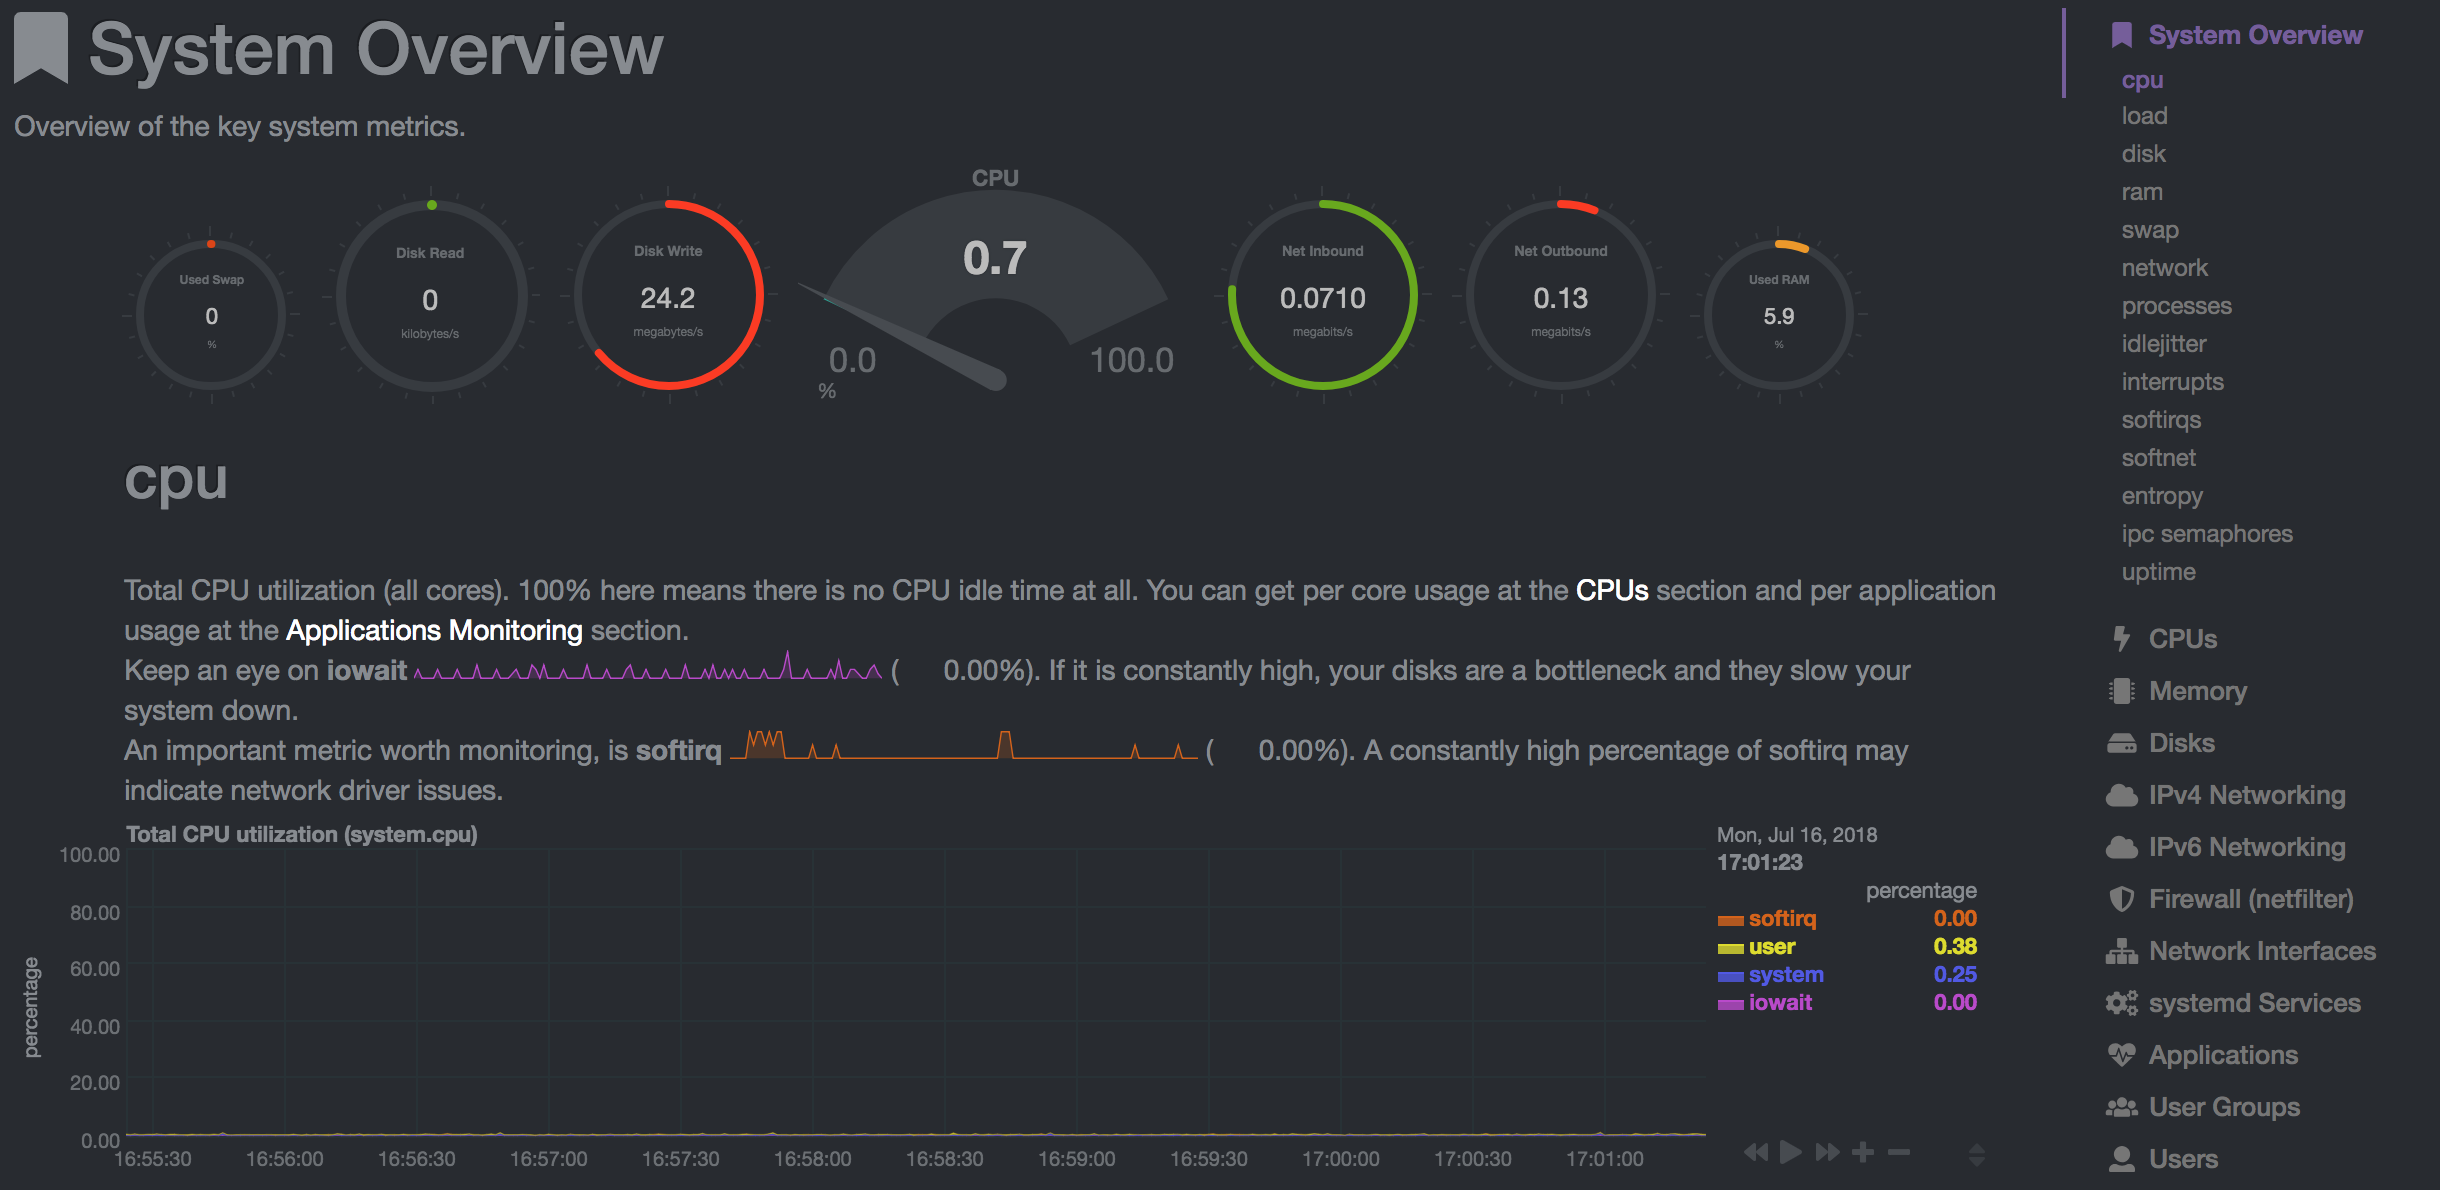 System Overview
Overview of the key system metrics.
Used Swap
0
%
Disk Read
0
kilobytes/s
Disk Write
24.2
megabytes/s
CPU
0.7
0.0
100.0
%
Net Inbound
0.0710
megabits/s
Net Outbound
0.13
megabits/s
Used RAM
5.9
%
cpu
Total CPU utilization (all cores). 100% here means there is no CPU idle time at all. You can get per core usage at the CPUs section and per application
usage at the Applications Monitoring section.
Keep an eye on iowait ( 0.00%). If it is constantly high, your disks are a bottleneck and they slow your
system down.
An important metric worth monitoring, is softirq ( 0.00%). A constantly high percentage of softirq may
indicate network driver issues.
Total CPU utilization (system.cpu)
percentage
100.00
80.00
60.00
40.00
20.00
0.00
16:55:30 16:56:00 16:56:30 16:57:00 16:57:30 16:58:00 16:58:30 16:59:00 16:59:30 17:00:00 17:00:30 17:01:00
Mon, Jul 16, 2018
17:01:23
percentage
softirq 0.00
user 0.38
system 0.25
iowait 0.00
System Overview
cpu
load
disk
ram
swap
network
processes
idlejitter
interrupts
softirqs
softnet
entropy
ipc semaphores
uptime
CPUs
Memory
Disks
IPv4 Networking
IPv6 Networking
Firewall (netfilter)
Network Interfaces
systemd Services
Applications
User Groups
Users